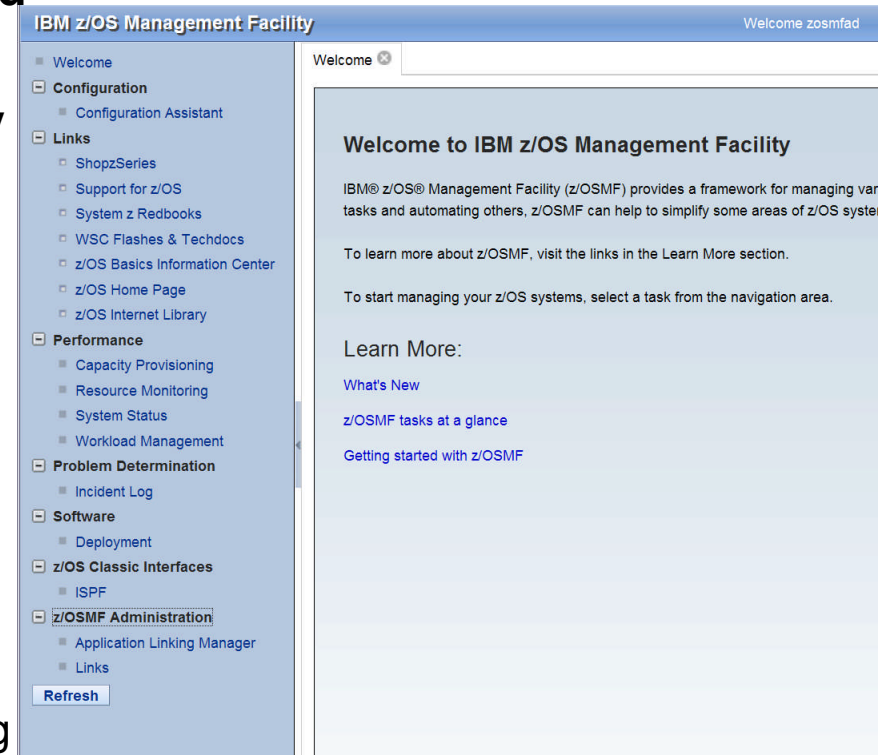 IBM z/OS Management Facility
Welcome zosmfad
Welcome
Configuration
Configuration Assistant
Links
ShopzSeries
Support for z/OS
System z Redbooks
WSC Flashes & Techdocs
z/OS Basics Information Center
z/OS Home Page
z/OS Internet Library
Performance
Capacity Provisioning
Resource Monitoring
System Status
Workload Management
Problem Determination
Incident Log
Software
Deployment
z/OS Classic Interfaces
ISPF
z/OSMF Administration
Application Linking Manager
Links
Refresh
Welcome
Welcome to IBM z/OS Management Facility
IBM® z/OS® Management Facility (z/OSMF) provides a framework for managing var
tasks and automating others, z/OSMF can help to simplify some areas of z/OS syste
To learn more about z/OSMF, visit the links in the Learn More section.
To start managing your z/OS systems, select a task from the navigation area.
Learn More:
What's New
z/OSMF tasks at a glance
Getting started with z/OSMF